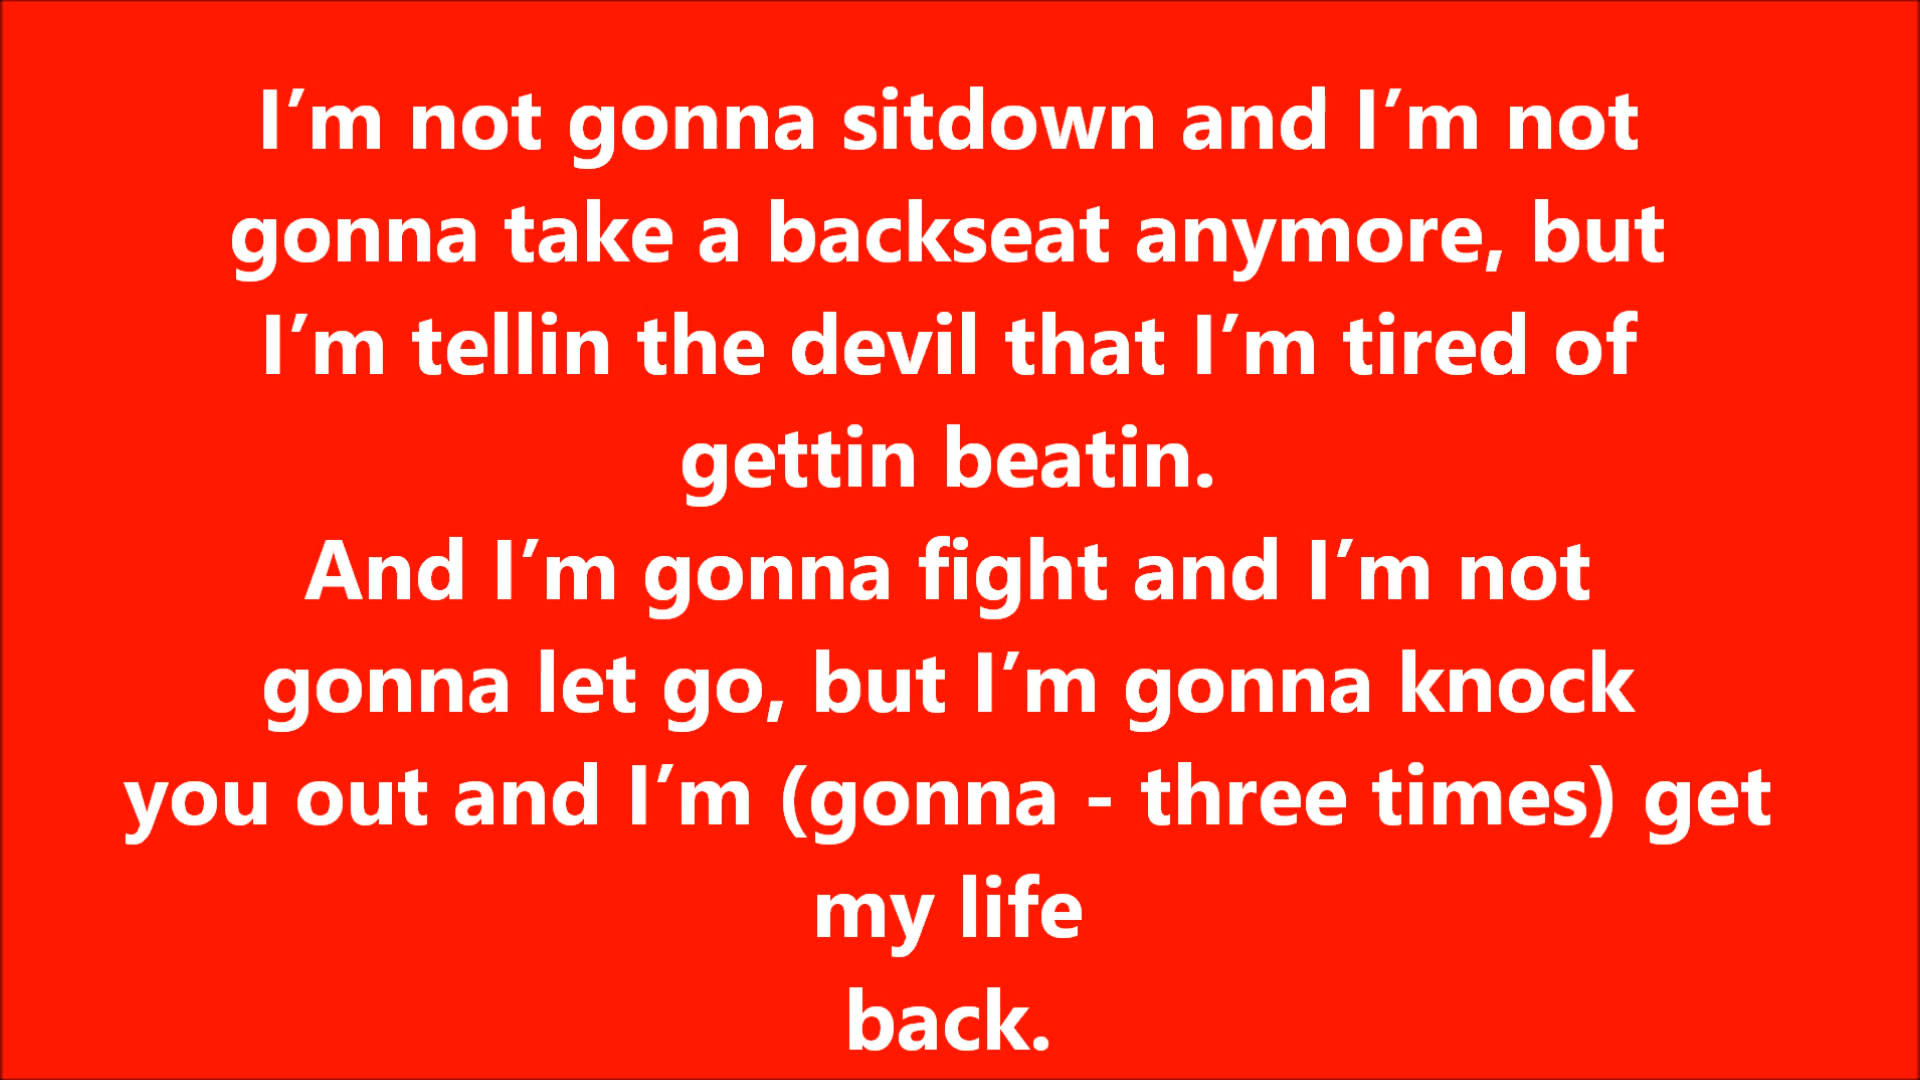 I’m not gonna sitdown and I’m not
gonna take a backseat anymore, but
I’m tellin the devil that I’m tired of
gettin beatin.
And I’m gonna fight and I’m not
gonna let go, but I’m gonna knock
you out and I’m (gonna - three times) get
my life
back.